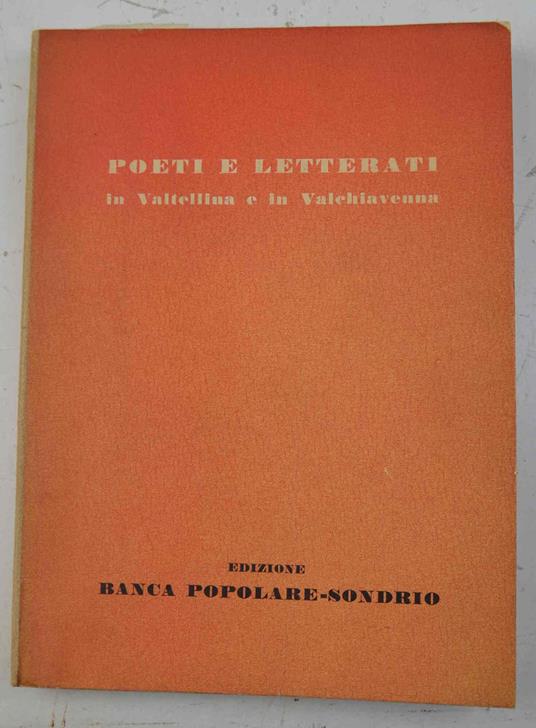 POETI E LETTERATI
in Valtellina e in Valchiavenna
EDIZIONE
BANCA POPOLARE-SONDRIO